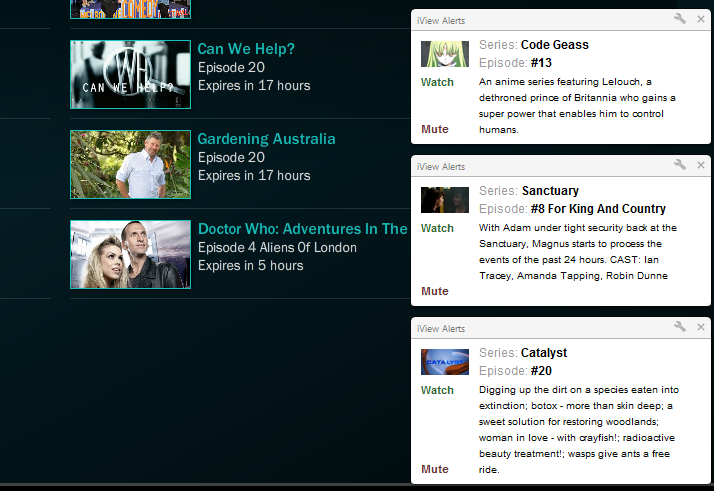 CAN WE HELP?
Can We Help?
Episode 20
Expires in 17 hours
Gardening Australia
Episode 20
Expires in 17 hours
Doctor Who: Adventures In The
Episode 4 Aliens Of London
Expires in 5 hours
iView Alerts
Series: Code Geass
Episode: #13
Watch
An anime series featuring Lelouch, a
dethroned prince of Britannia who gains a
super power that enables him to control
humans.
Mute
iView Alerts
Series: Sanctuary
Episode: #8 For King And Country
Watch
With Adam under tight security back at the
Sanctuary, Magnus starts to process the
events of the past 24 hours. CAST: Ian
Tracey, Amanda Tapping, Robin Dunne
Mute
iView Alerts
CATALYST
Series: Catalyst
Episode: #20
Watch
Digging up the dirt on a species eaten into
extinction; botox - more than skin deep; a
sweet solution for restoring woodlands;
woman in love - with crayfish!; radioactive
beauty treatment!; wasps give ants a free
ride.
Mute